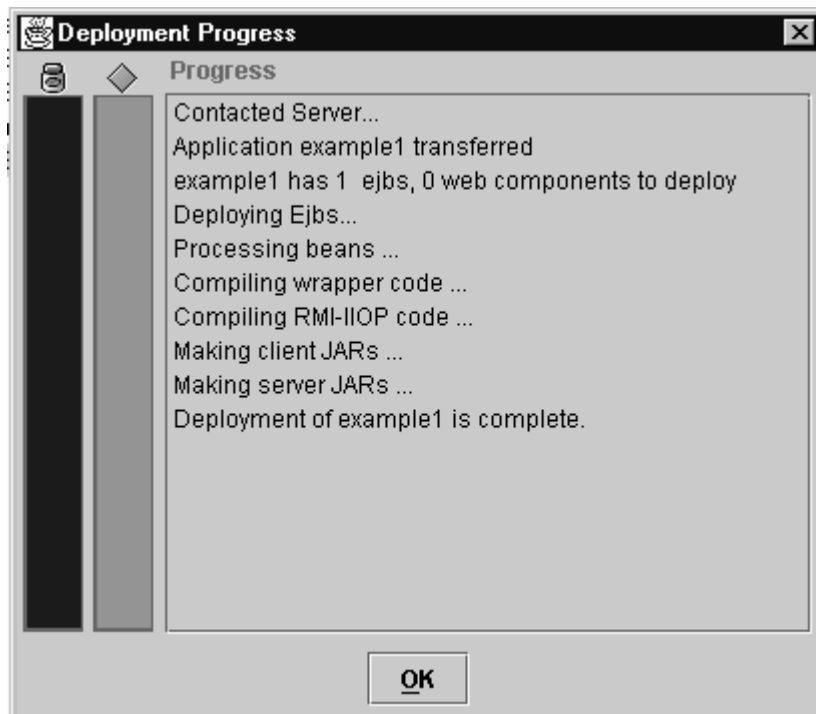 Deployment Progress
Progress
Contacted Server...
Application example1 transferred
example1 has 1  ejbs, 0 web components to deploy
Deploying Ejbs...
Processing beans ...
Compiling wrapper code ...
Compiling RMI-IIOP code ...
Making client JARs ...
Making server JARs ...
Deployment of example1 is complete.
OK